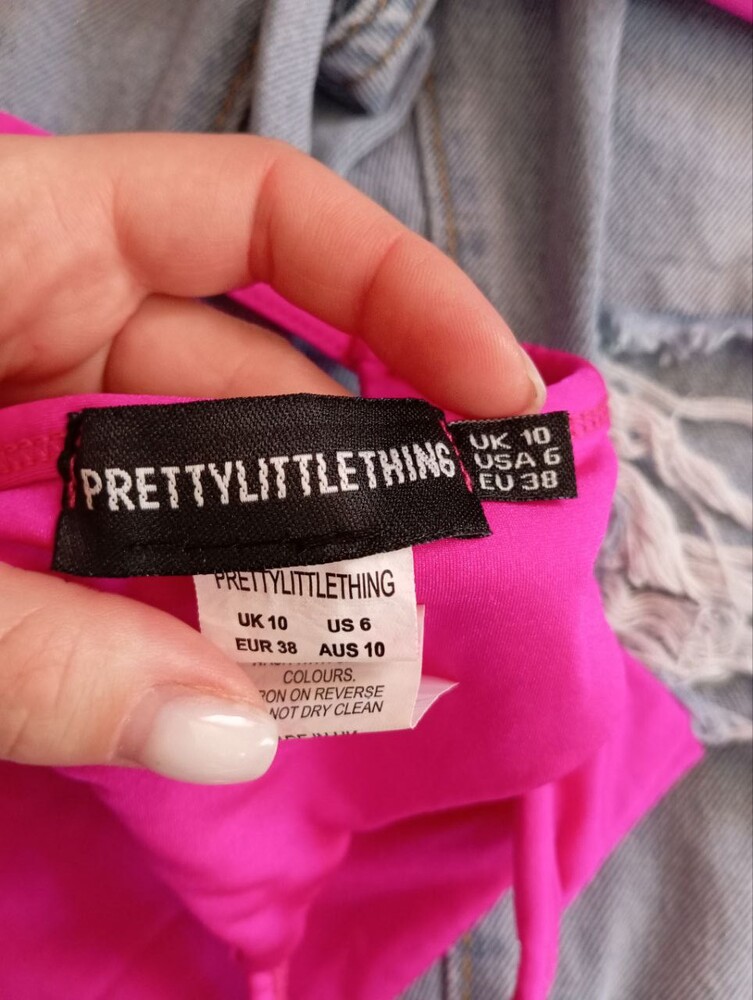 PRETTYLITTLETHING
UK 10
USA 6
EU 38
PRETTYLITTLETHING
UK 10 US 6
EUR 38 AUS 10
COLOURS.
ON REVERSE
NOT DRY CLEAN